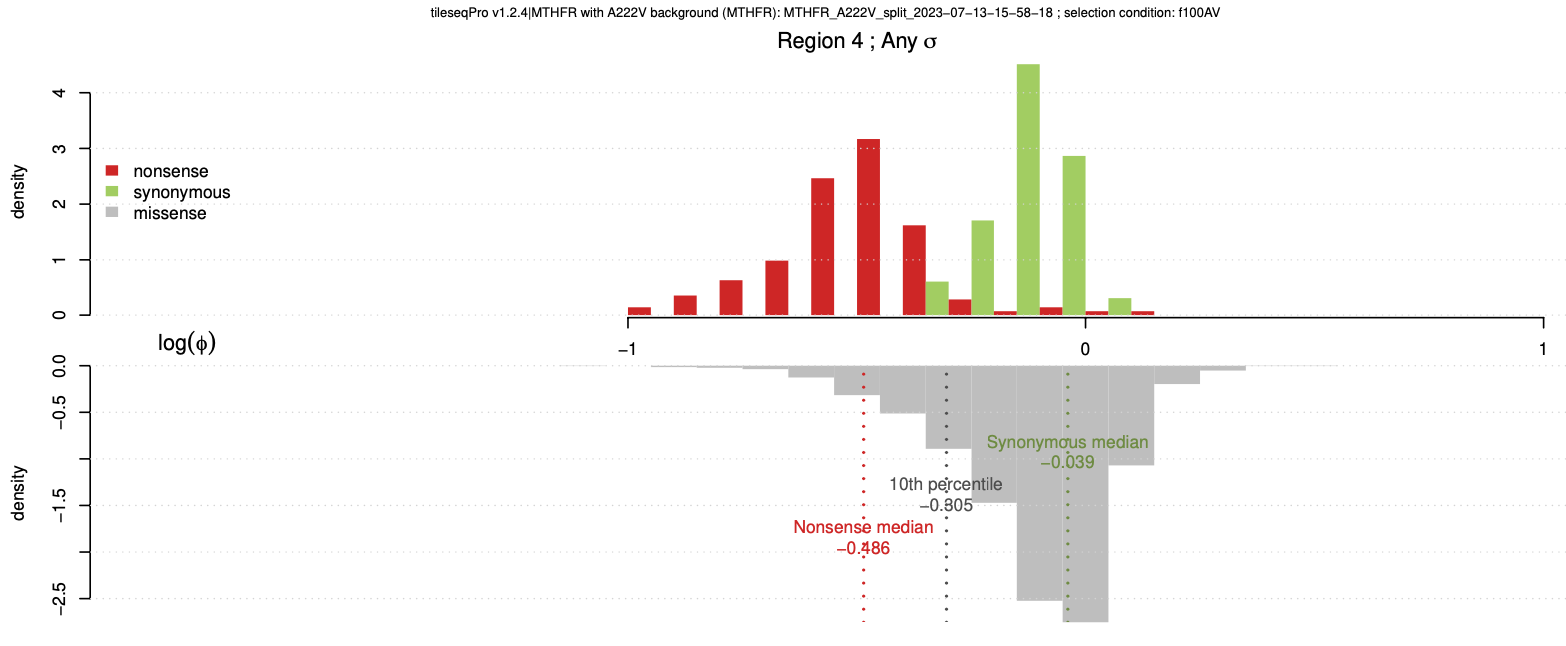 tileseqPro v1.2.4|MTHFR with A222V background (MTHFR): MTHFR_A222V_split_2023−07−13−15−58−18 ; selection condition: f100AV
Region 4 ; Any σ
density
0 1 2 3 4
nonsense
synonymous
missense
log(ϕ)
−1 0 1
density
0.0
−0.5
−1.5
−2.5
Synonymous median
−0.039
10th percentile
−0.305
Nonsense median
−0.486